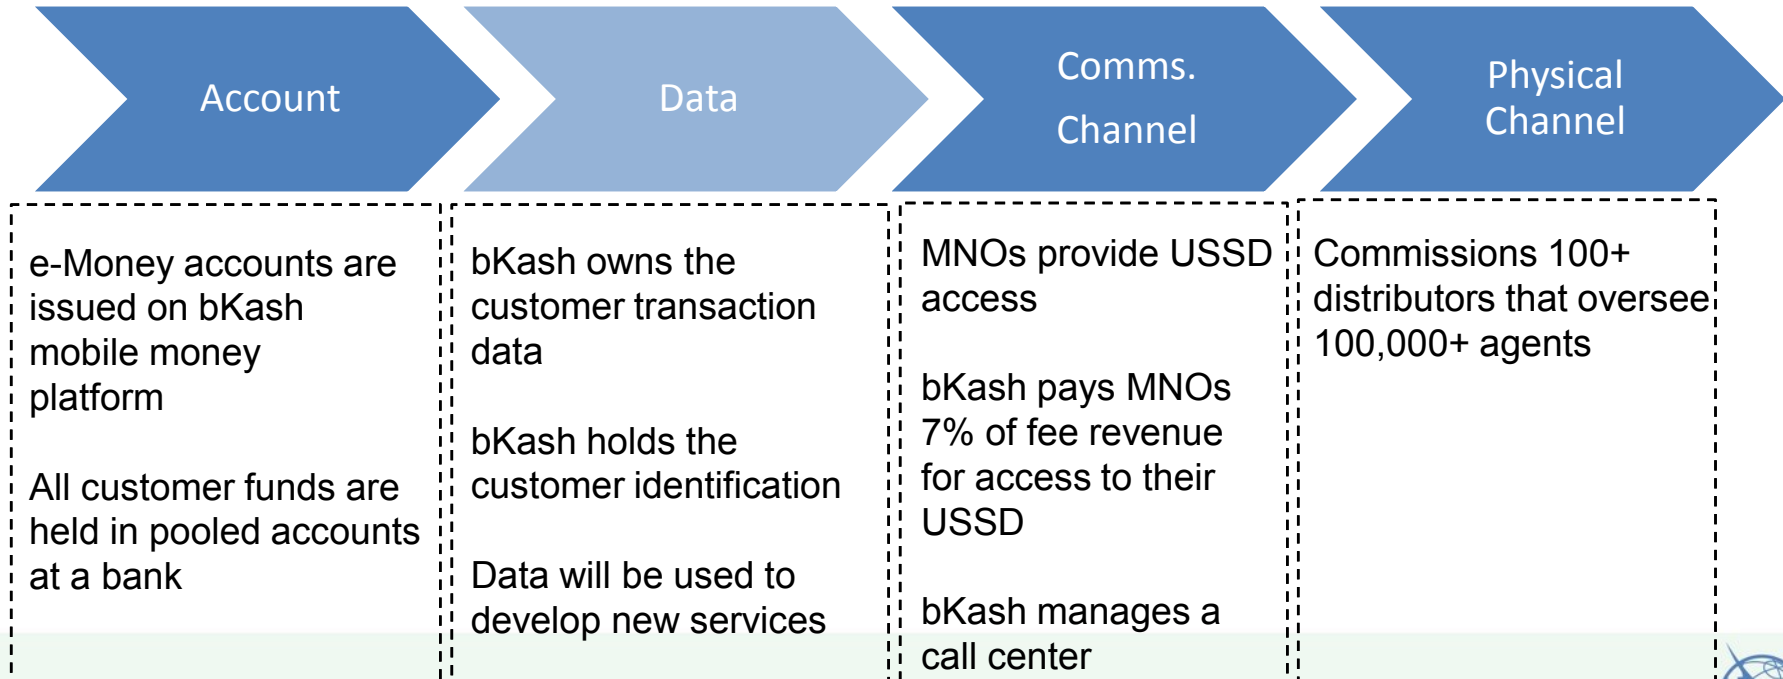 Account
Data
Comms.
Channel
Physical
Channel
e-Money accounts are
issued on bKash
mobile money
platform
All customer funds are
held in pooled accounts
at a bank
bKash owns the
customer transaction
data
bKash holds the
customer identification
Data will be used to
develop new services
MNOs provide USSD
access
bKash pays MNOs
7% of fee revenue
for access to their
USSD
bKash manages a
call center
Commissions 100+
distributors that oversee
100,000+ agents